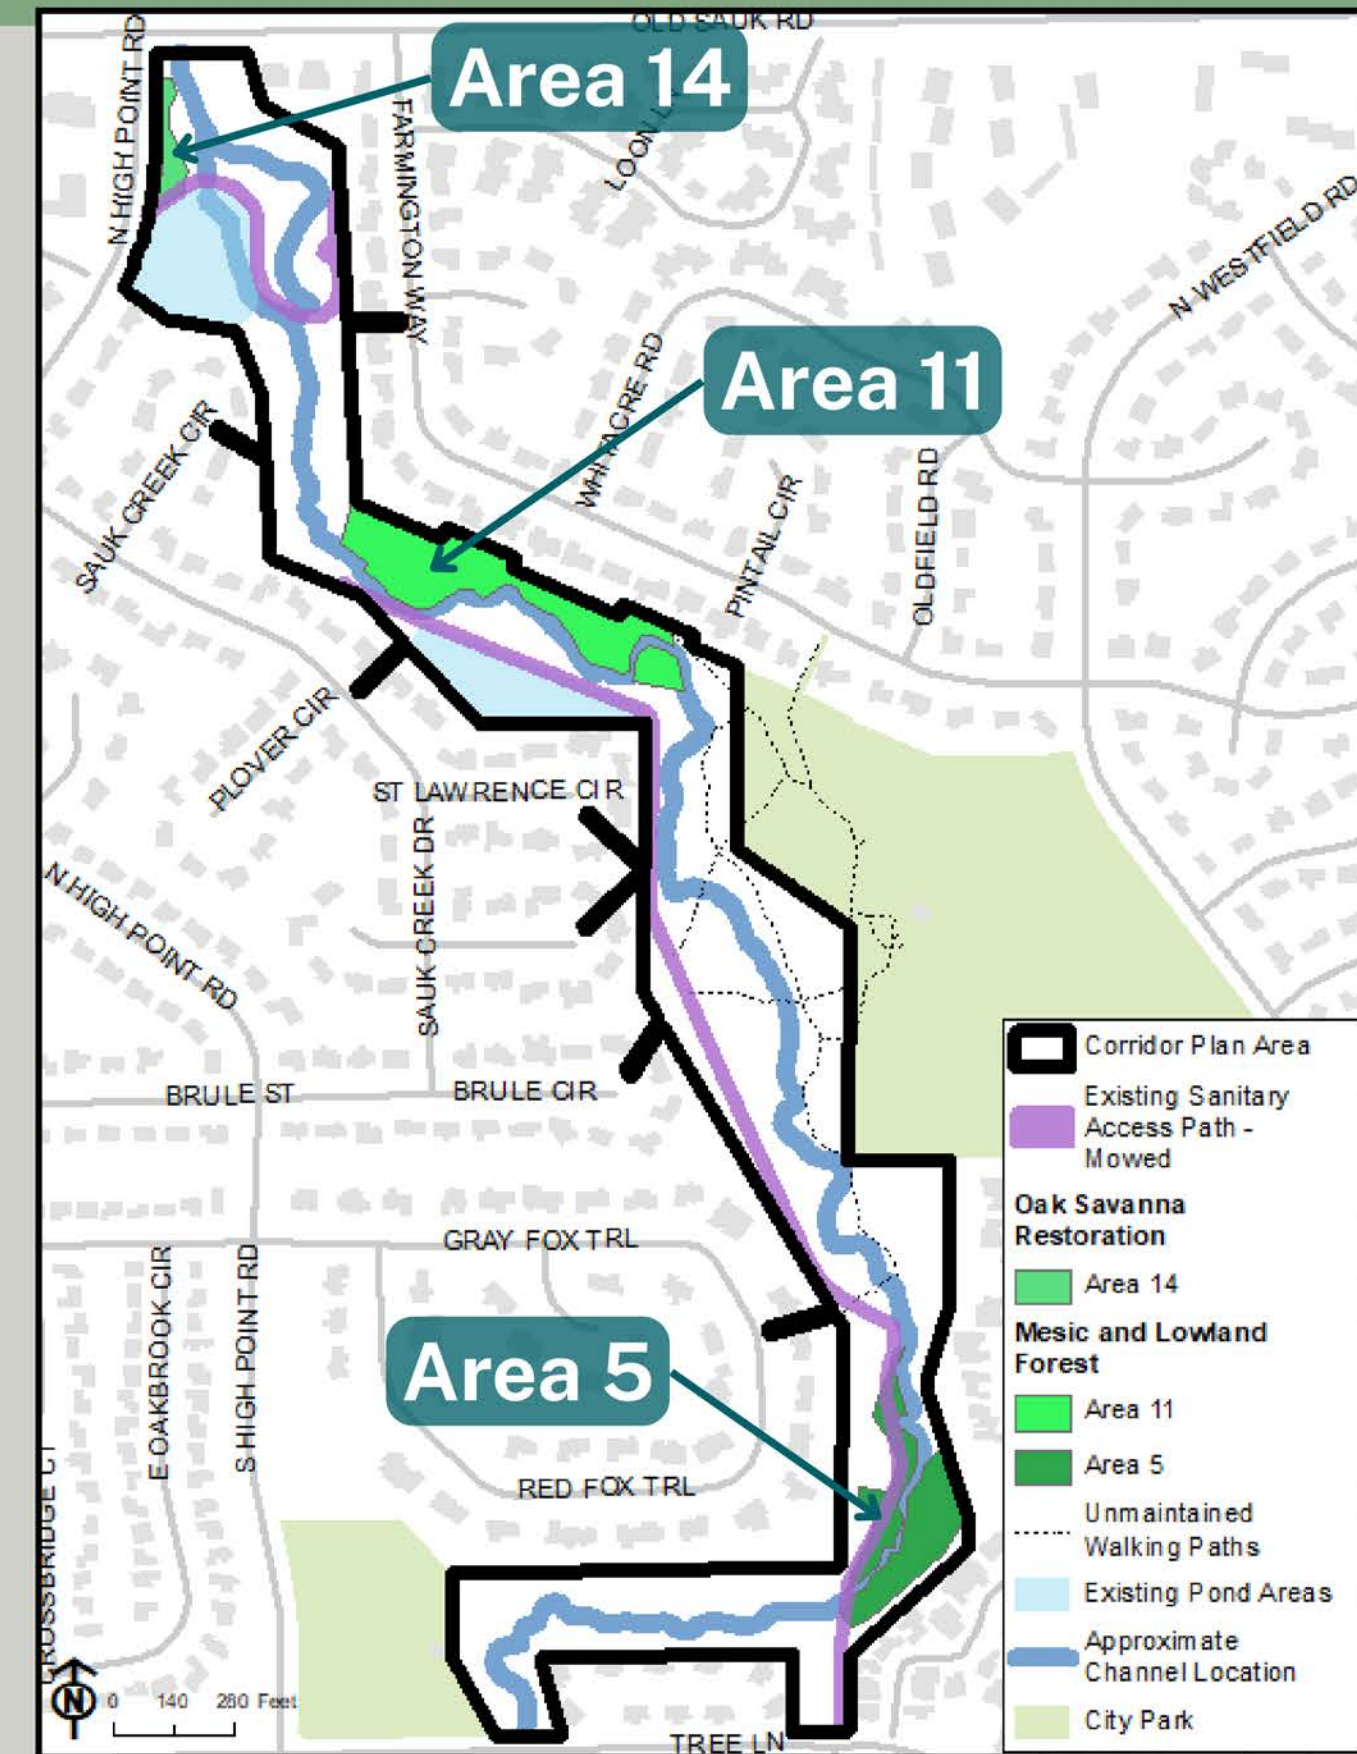 OLD SAUK RD
N HIGH POINT RD
Area 14
FARMINGTON WAY
LOON LN
N WESTFIELD RD
Area 11
WHITACRE RD
SAUK CREEK CIR
PINTAIL CIR
OLDFIELD RD
PLOVER CIR
ST LAWRENCE CIR
SAUK CREEK DR
N HIGH POINT RD
BRULE ST
BRULE CIR
GRAY FOX TRL
E OAKBROOK CIR
S HIGH POINT RD
Area 5
RED FOX TRL
CROSSBRIDGE CT
N
0 140 280 Feet
TREE LN
Corridor Plan Area
Existing Sanitary
Access Path -
Mowed
Oak Savanna
Restoration
Area 14
Mesic and Lowland
Forest
Area 11
Area 5
Unmaintained
Walking Paths
Existing Pond Areas
Approximate
Channel Location
City Park